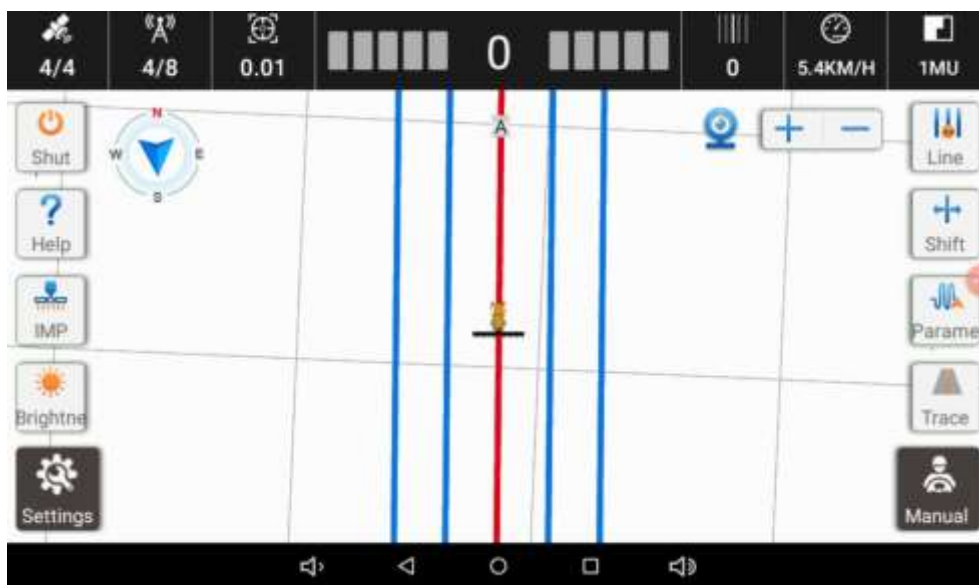 4/4
4/8
0.01
0
0
5.4KM/H
1MU
Shut
N
W
E
S
A
Line
Help
Shift
IMP
Parame
Brightne
Trace
Settings
Manual